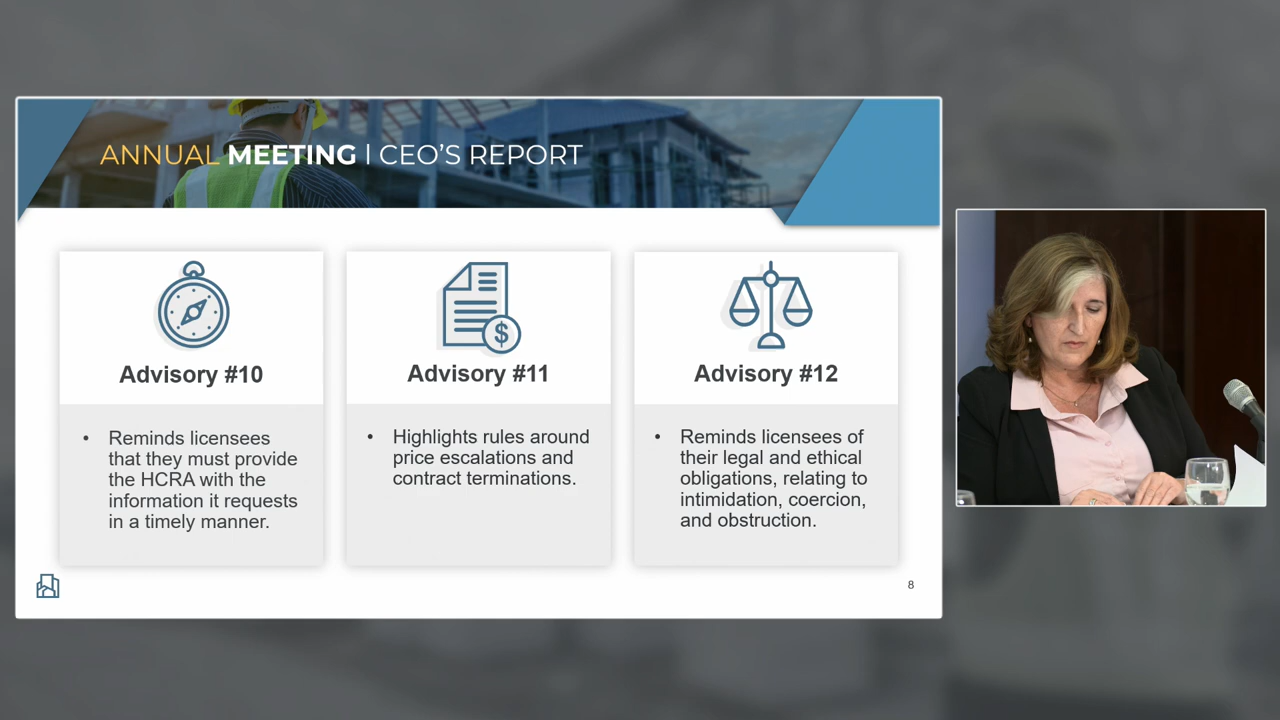 ANNUAL MEETING | CEO'S REPORT
Advisory #10
• Reminds licensees
that they must provide
the HCRA with the
information it requests
in a timely manner.
Advisory #11
• Highlights rules around
price escalations and
contract terminations.
Advisory #12
• Reminds licensees of
their legal and ethical
obligations, relating to
intimidation, coercion,
and obstruction.
$
8